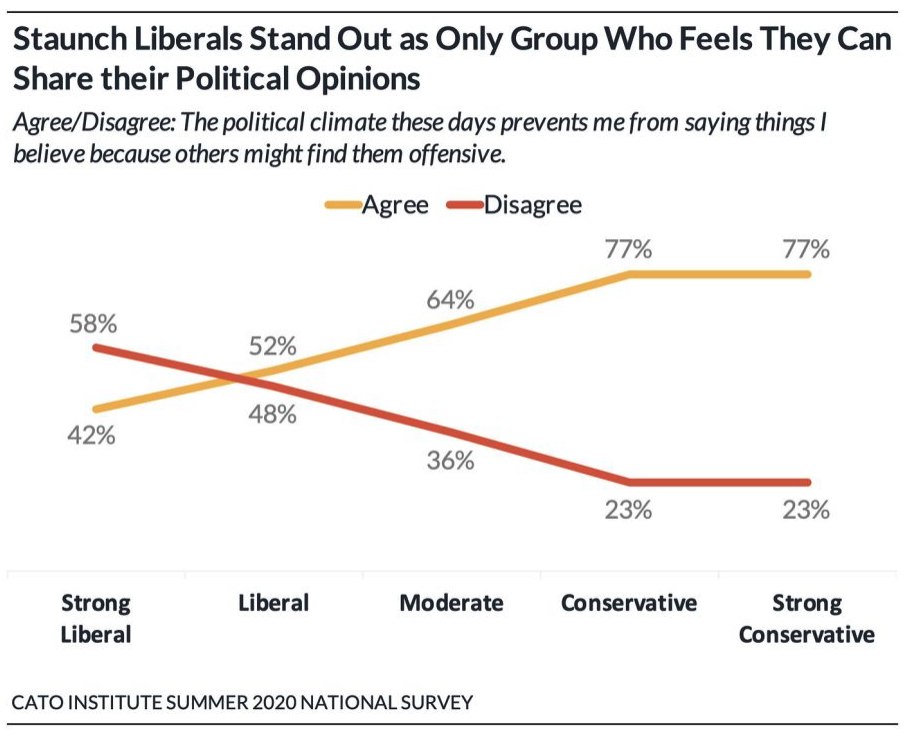 Staunch Liberals Stand Out as Only Group Who Feels They Can
Share their Political Opinions
Agree/Disagree: The political climate these days prevents me from saying things I
believe because others might find them offensive.
Agree Disagree
77% 77%
64%
58%
52%
48%
42%
36%
23% 23%
Strong Liberal Moderate Conservative Strong
Liberal Conservative
CATO INSTITUTE SUMMER 2020 NATIONAL SURVEY